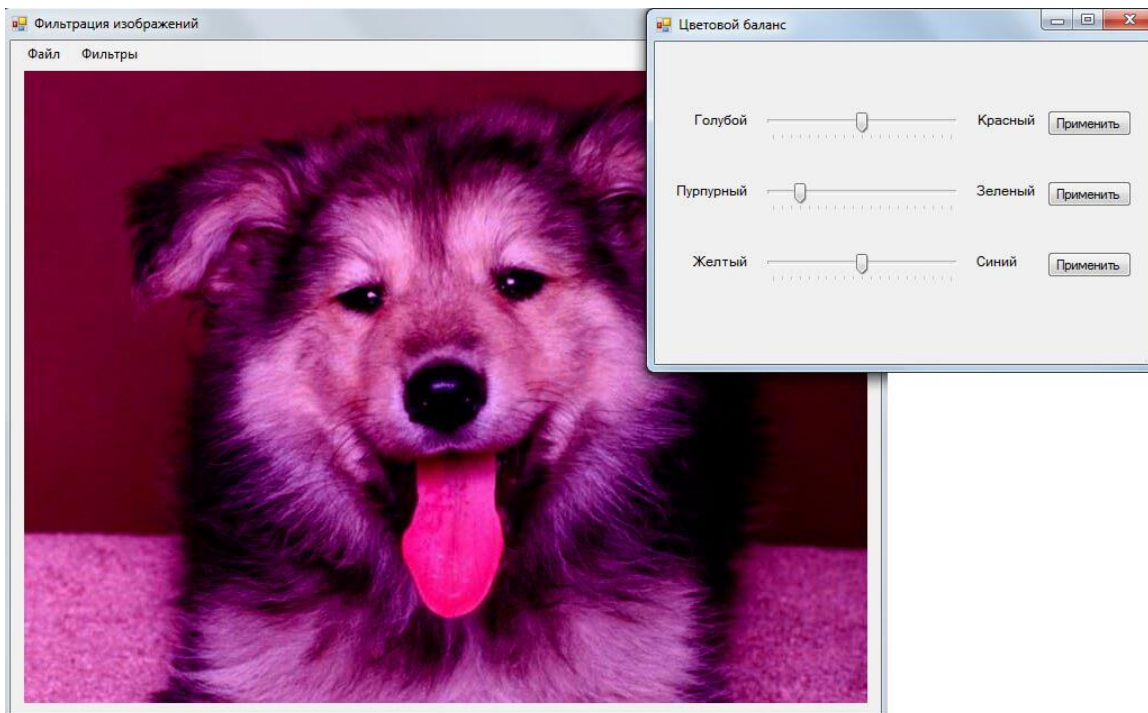 Фильтрация изображений
Файл Фильтры
Цветовой баланс
Голубой Красный Применить
Пурпурный Зеленый Применить
Желтый Синий Применить